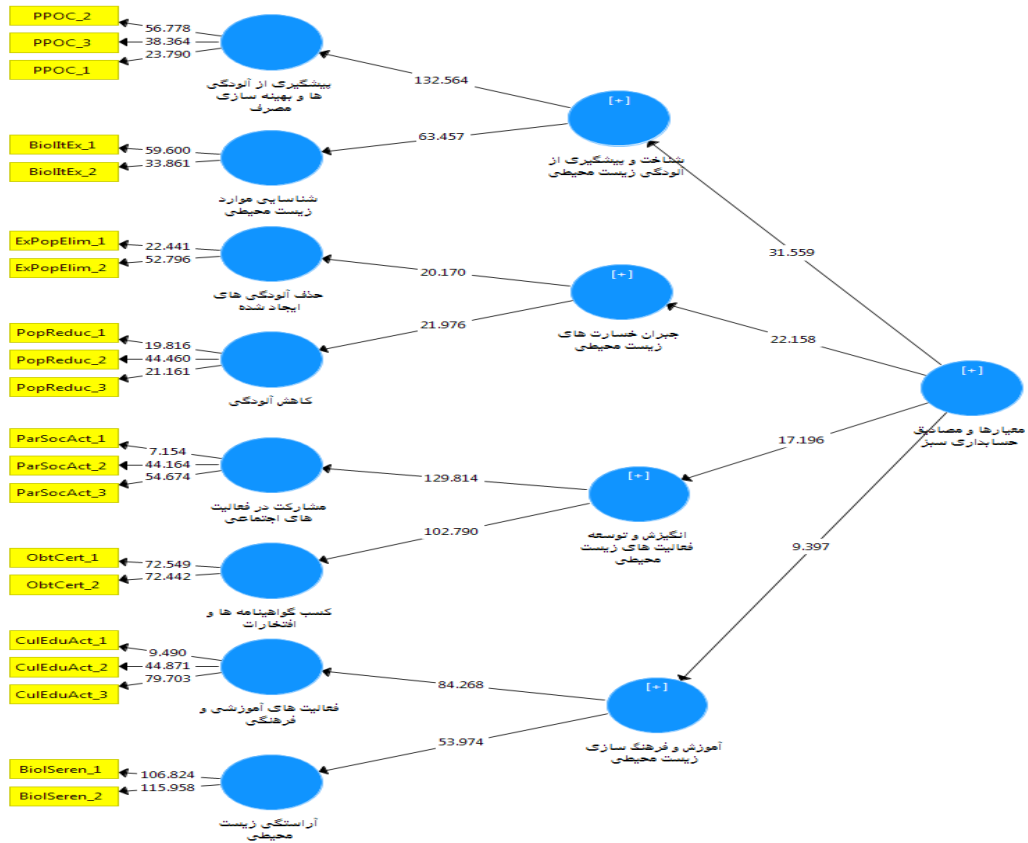 PPOC_2
56.778
PPOC_3
38.364
PPOC_1
23.790
پیشگیری از آلودگی
ها و بهینه سازی
مصرف
132.564
[+]
شناخت و پیشگیری از
آلودگی زیست محیطی
63.457
BioIItEx_1
59.600
BioIItEx_2
33.861
شناسایی موارد
زیست محیطی
31.559
ExPopElim_1
22.441
ExPopElim_2
52.796
حذف آلودگی های
ایجاد شده
20.170
[+]
جبران خسارت های
زیست محیطی
21.976
22.158
PopReduc_1
19.816
PopReduc_2
44.460
PopReduc_3
21.161
کاهش آلودگی
[+]
معیارها و مصادیق
حسابداری سبز
17.196
ParSocAct_1
7.154
ParSocAct_2
44.164
ParSocAct_3
54.674
مشارکت در فعالیت
های اجتماعی
129.814
[+]
انگیزش و توسعه
فعالیت های زیست
محیطی
102.790
9.397
ObtCert_1
72.549
ObtCert_2
72.442
کسب گواهینامه ها و
افتخارات
CulEduAct_1
9.490
CulEduAct_2
44.871
CulEduAct_3
79.703
فعالیت های آموزشی و
فرهنگی
84.268
[+]
آموزش و فرهنگ سازی
زیست محیطی
53.974
BiolSeren_1
106.824
BiolSeren_2
115.958
آراستگی زیست
محیطی